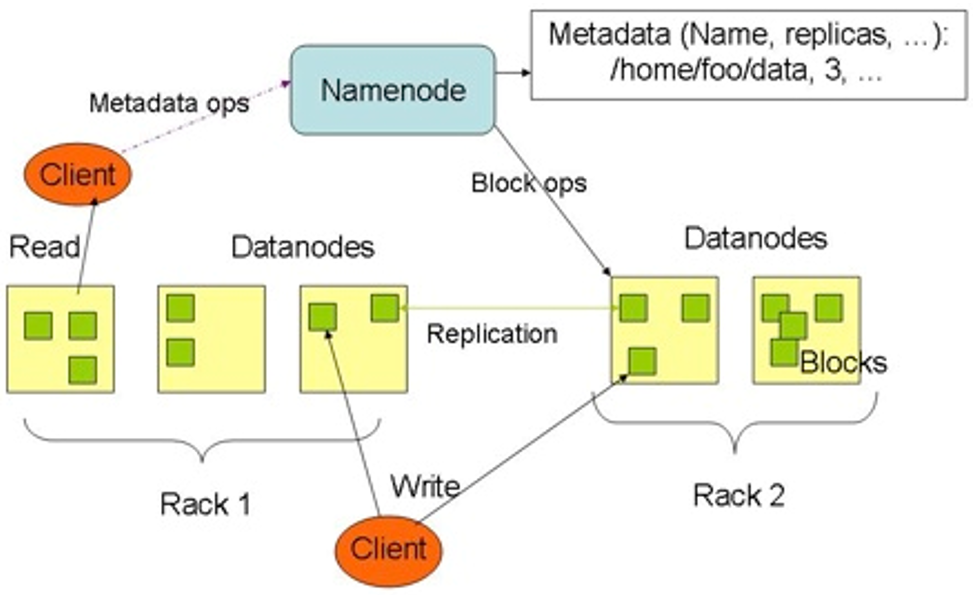 Metadata (Name, replicas, ...):
/home/foo/data, 3, ...
Namenode
Metadata ops
Client
Block ops
Read
Datanodes
Datanodes
Replication
Blocks
Rack 1
Write
Rack 2
Client